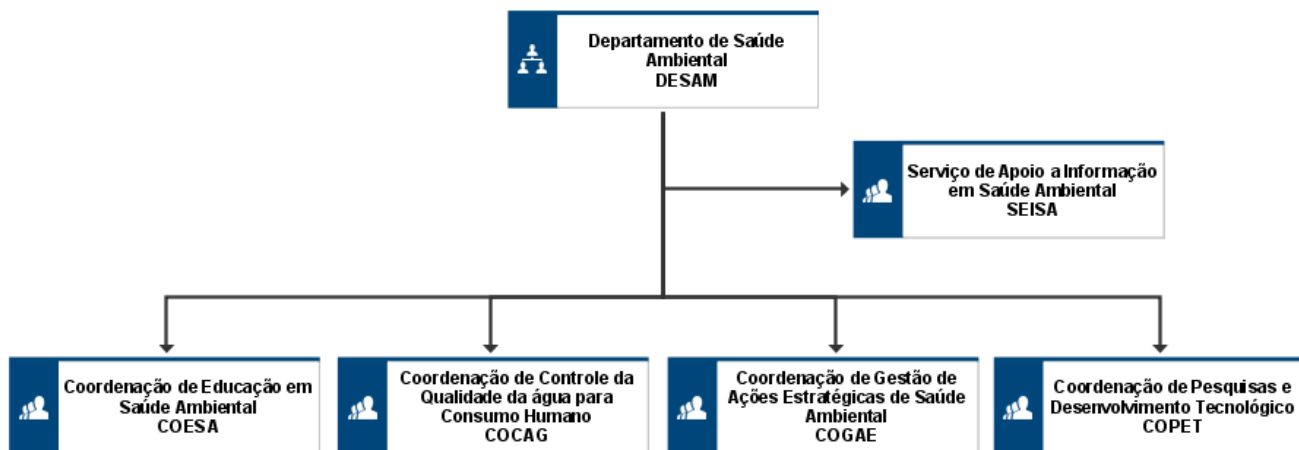 Departamento de Saúde
Ambiental
DESAM
Serviço de Apoio a Informação
em Saúde Ambiental
SEISA
Coordenação de Educação em
Saúde Ambiental
COESA
Coordenação de Controle da
Qualidade da água para
Consumo Humano
COCAG
Coordenação de Gestão de
Ações Estratégicas de Saúde
Ambiental
COGAE
Coordenação de Pesquisas e
Desenvolvimento Tecnológico
COPET